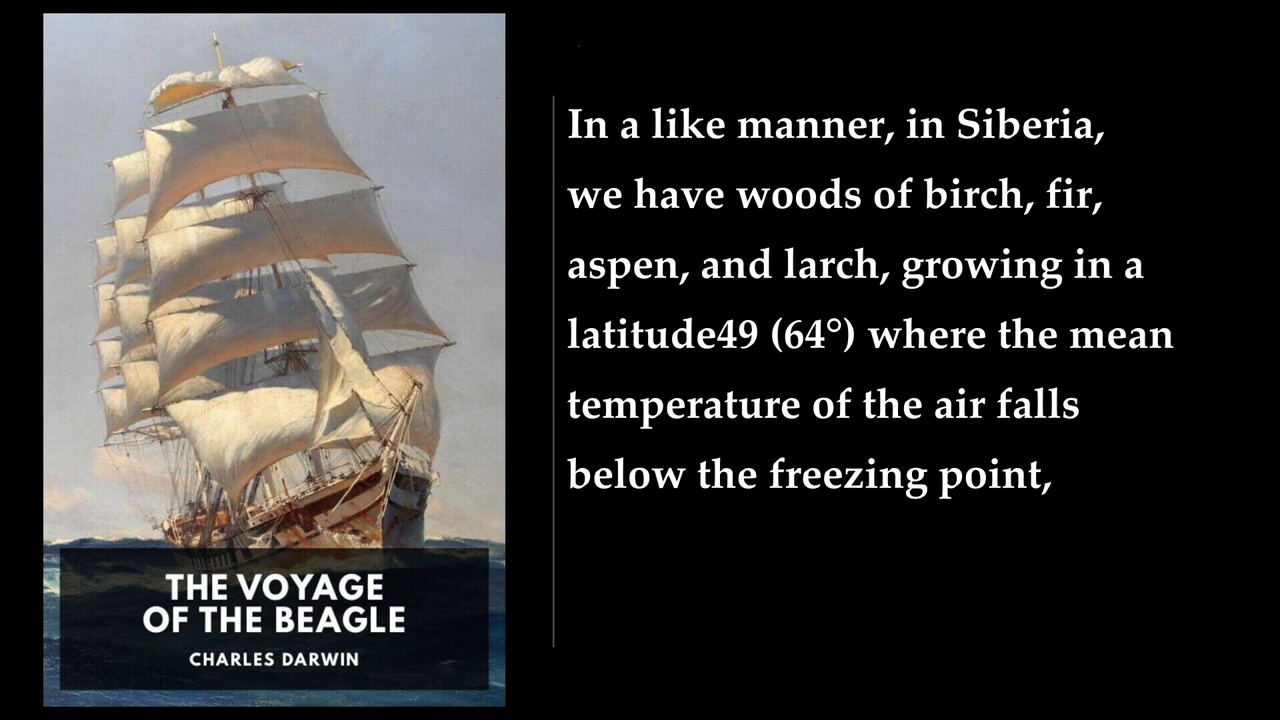 THE VOYAGE
OF THE BEAGLE
CHARLES DARWIN
In a like manner, in Siberia,
we have woods of birch, fir,
aspen, and larch, growing in a
latitude49 (64°) where the mean
temperature of the air falls
below the freezing point,